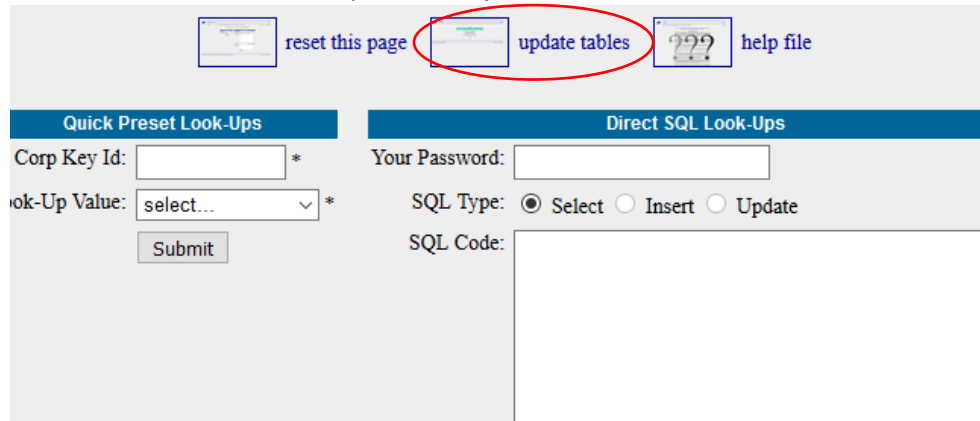 reset this page update tables ??? help file
Quick Preset Look-Ups
Corp Key Id: *
ok-Up Value: select... *
Submit
Direct SQL Look-Ups
Your Password:
SQL Type: Select Insert Update
SQL Code: